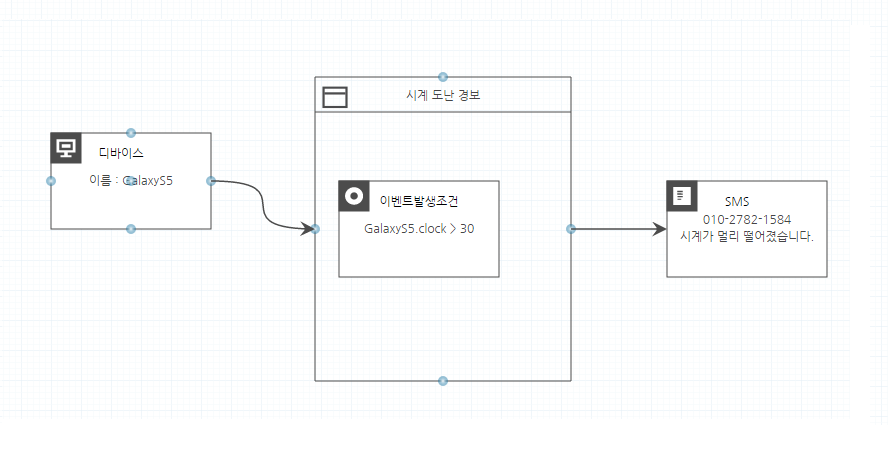 시계 도난 경보
디바이스
이름 : GalaxyS5
이벤트발생조건
GalaxyS5.clock > 30
SMS
010-2782-1584
시계가 멀리 떨어졌습니다.